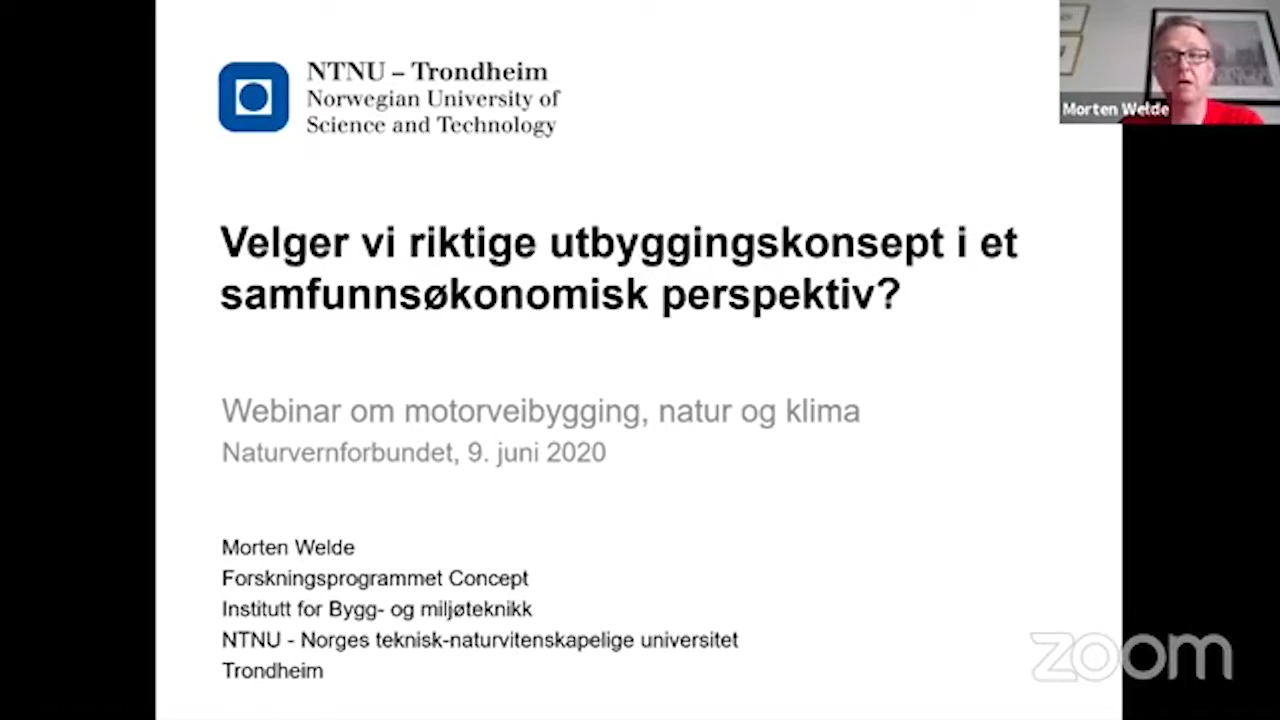 NTNU – Trondheim
Norwegian University of
Science and Technology
Morten Welde
Velger vi riktige utbyggingskonsept i et
samfunnsøkonomisk perspektiv?
Webinar om motorveibygging, natur og klima
Naturvernforbundet, 9. juni 2020
Morten Welde
Forskningsprogrammet Concept
Institutt for Bygg- og miljøteknikk
NTNU - Norges teknisk-naturvitenskapelige universitet
Trondheim
zoom